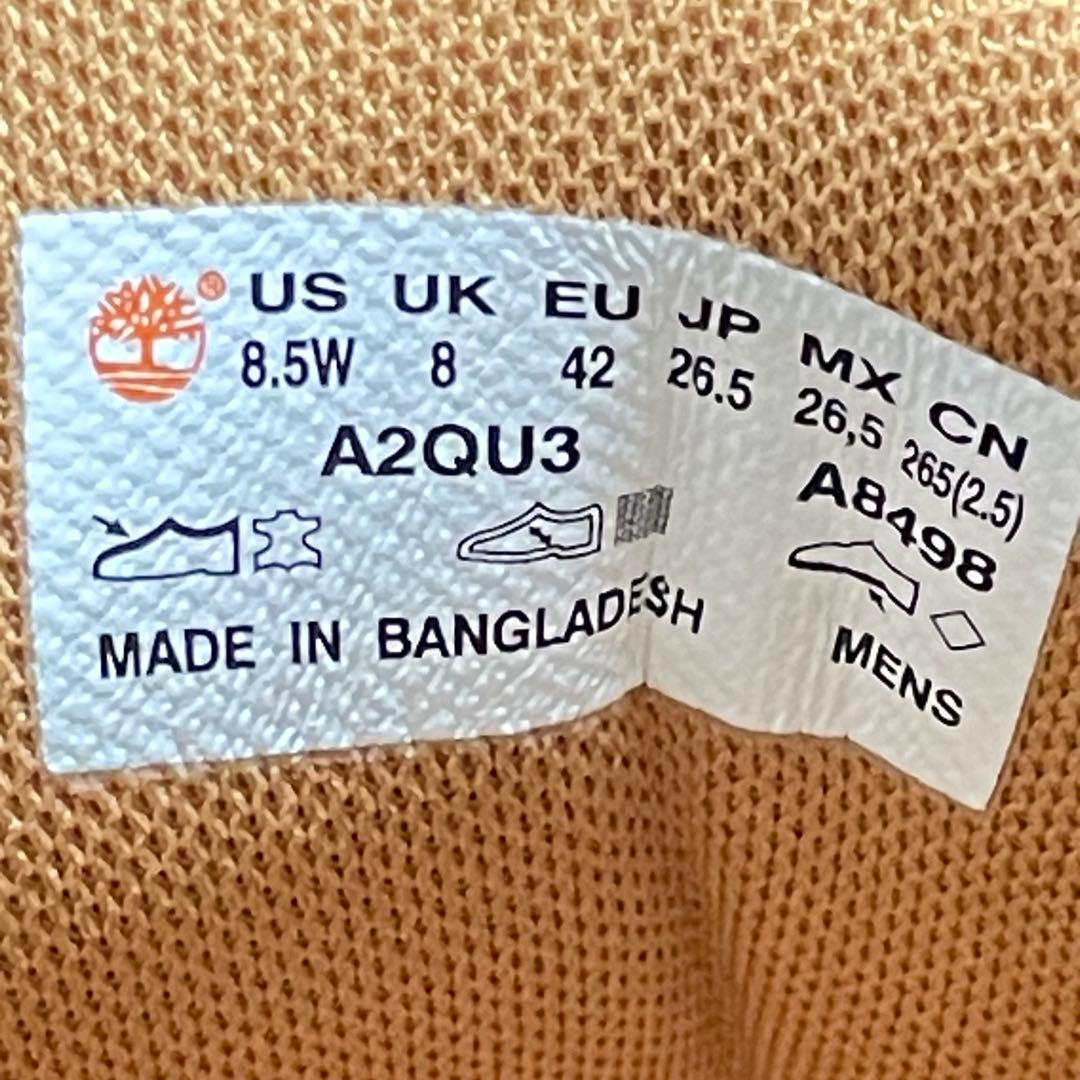 ® US UK EU JP MX CN
8.5W 8 42 26.5 26,5 265(2.5)
A2QU3 A8498
MADE IN BANGLADESH MENS